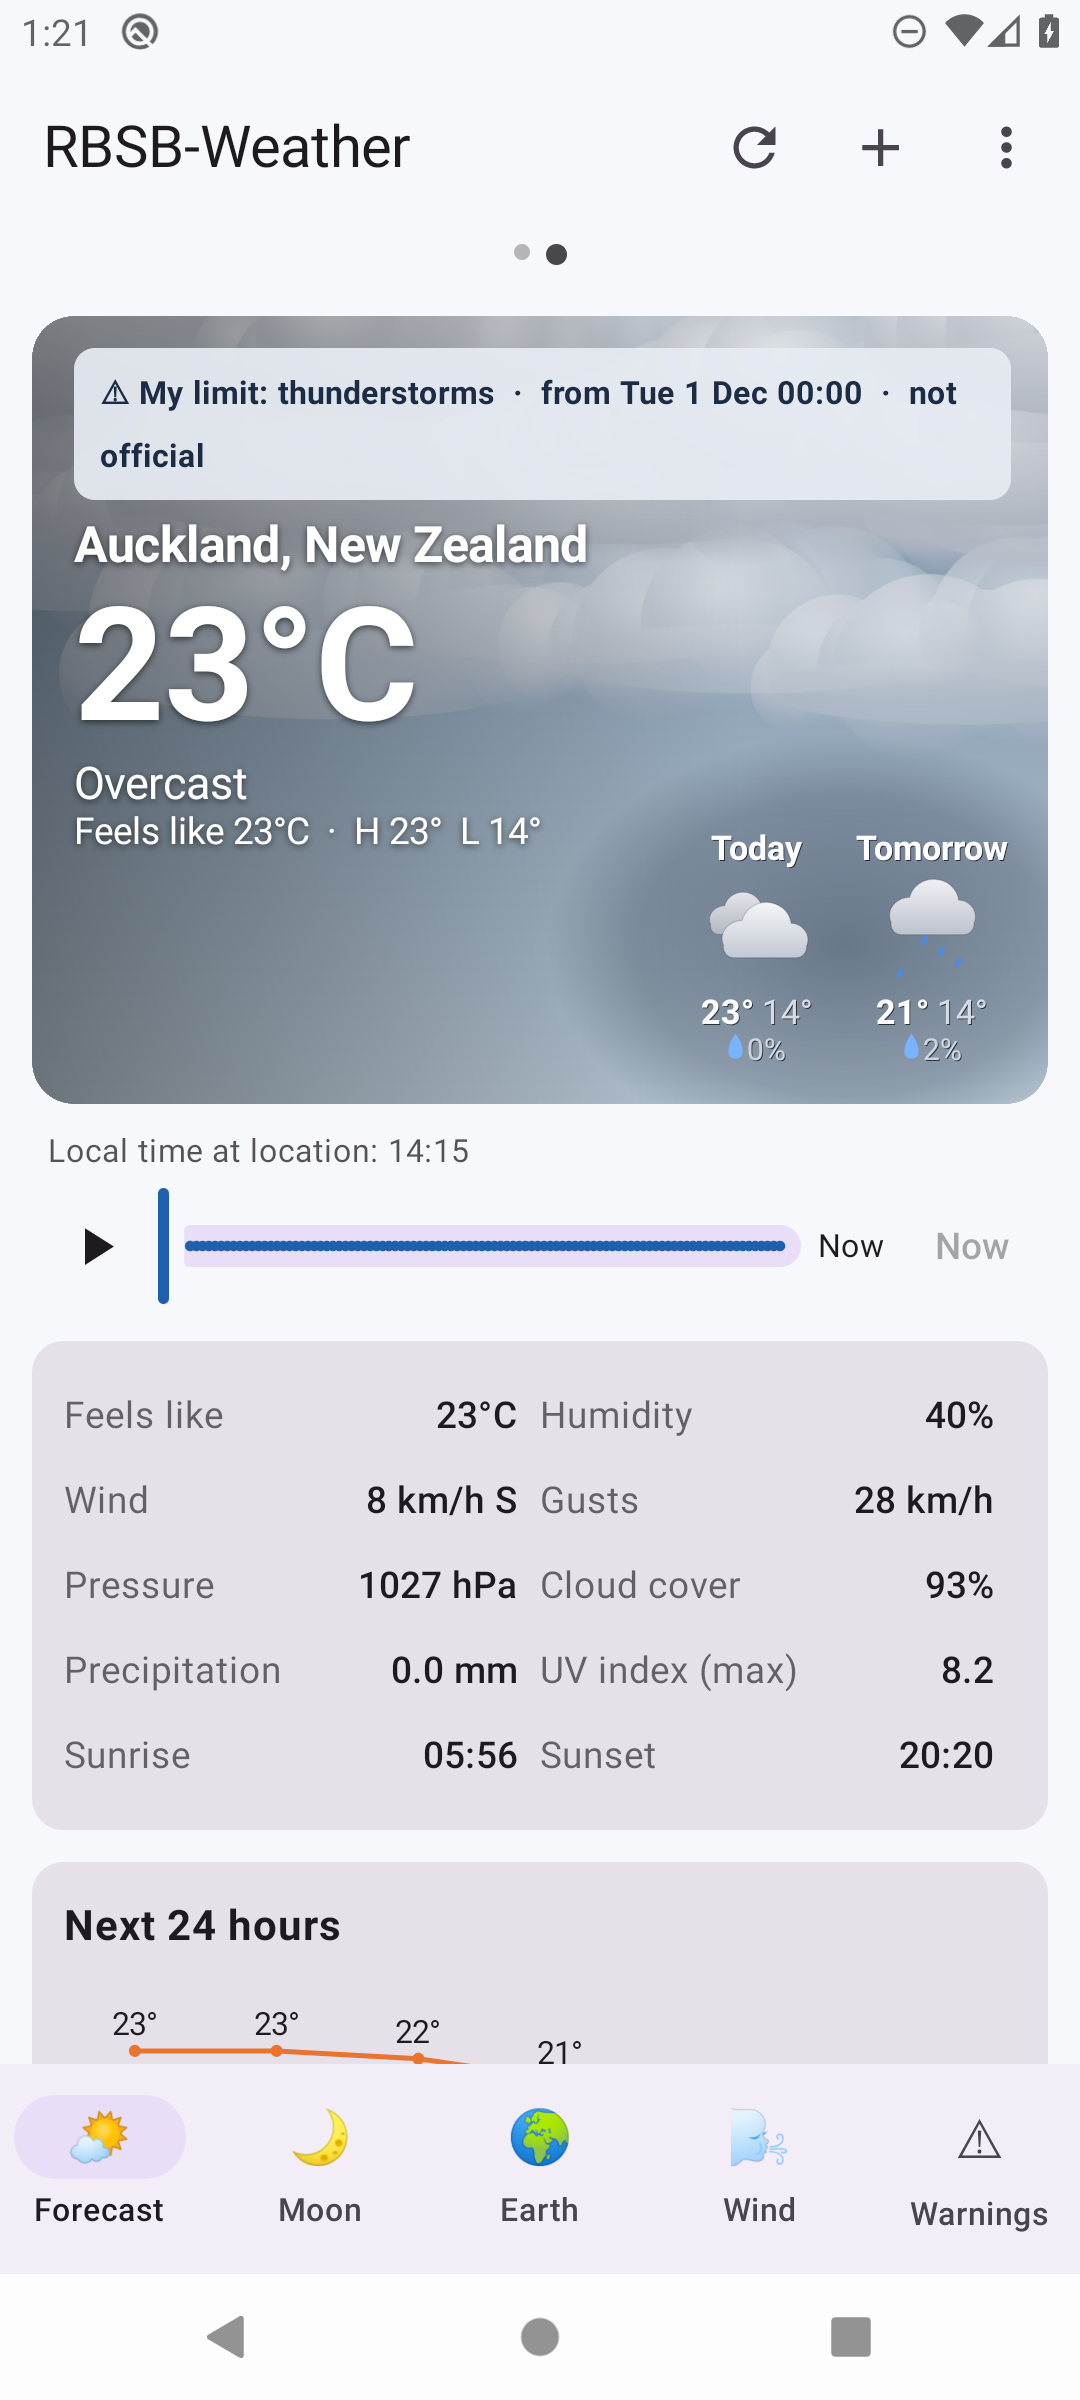 1:21
RBSB-Weather
⚠ My limit: thunderstorms · from Tue 1 Dec 00:00 · not
official
Auckland, New Zealand
23°C
Overcast
Feels like 23°C · H 23° L 14°
Today Tomorrow
23° 14° 21° 14°
0% 2%
Local time at location: 14:15
Now Now
Feels like 23°C Humidity 40%
Wind 8 km/h S Gusts 28 km/h
Pressure 1027 hPa Cloud cover 93%
Precipitation 0.0 mm UV index (max) 8.2
Sunrise 05:56 Sunset 20:20
Next 24 hours
23° 23° 22° 21°
Forecast Moon Earth Wind Warnings